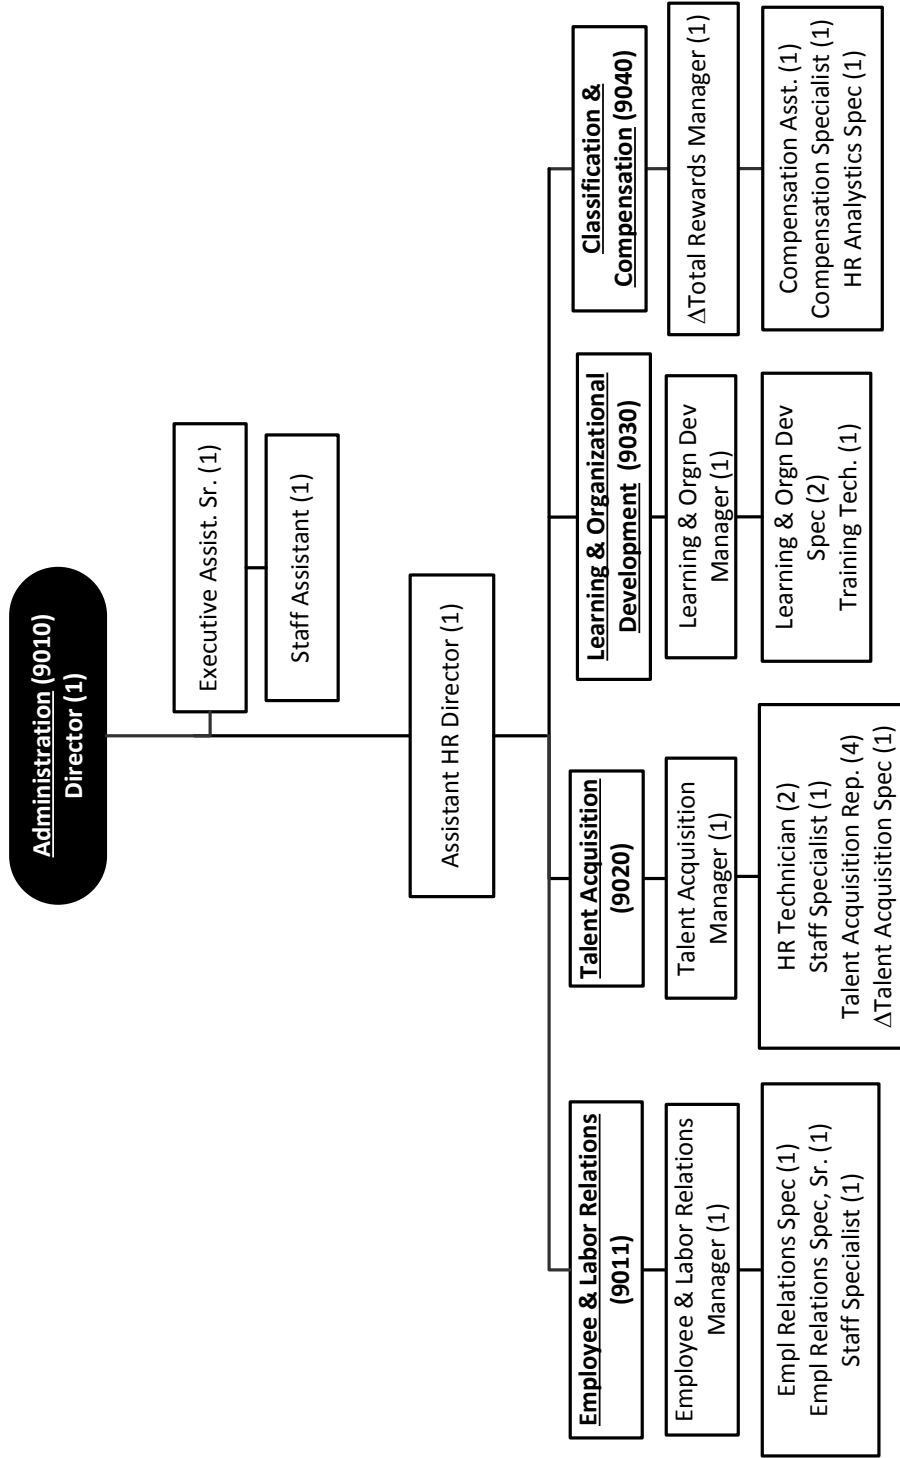 Administration (9010)
Director (1)
Executive Assist. Sr. (1)
Staff Assistant (1)
Assistant HR Director (1)
Employee & Labor Relations
(9011)
Employee & Labor Relations
Manager (1)
Empl Relations Spec (1)
Empl Relations Spec, Sr. (1)
Staff Specialist (1)
Talent Acquisition
(9020)
Talent Acquisition
Manager (1)
HR Technician (2)
Staff Specialist (1)
Talent Acquisition Rep. (4)
ΔTalent Acquisition Spec (1)
Learning & Organizational
Development (9030)
Learning & Orgn Dev
Manager (1)
Learning & Orgn Dev
Spec (2)
Training Tech. (1)
Classification &
Compensation (9040)
ΔTotal Rewards Manager (1)
Compensation Asst. (1)
Compensation Specialist (1)
HR Analystics Spec (1)